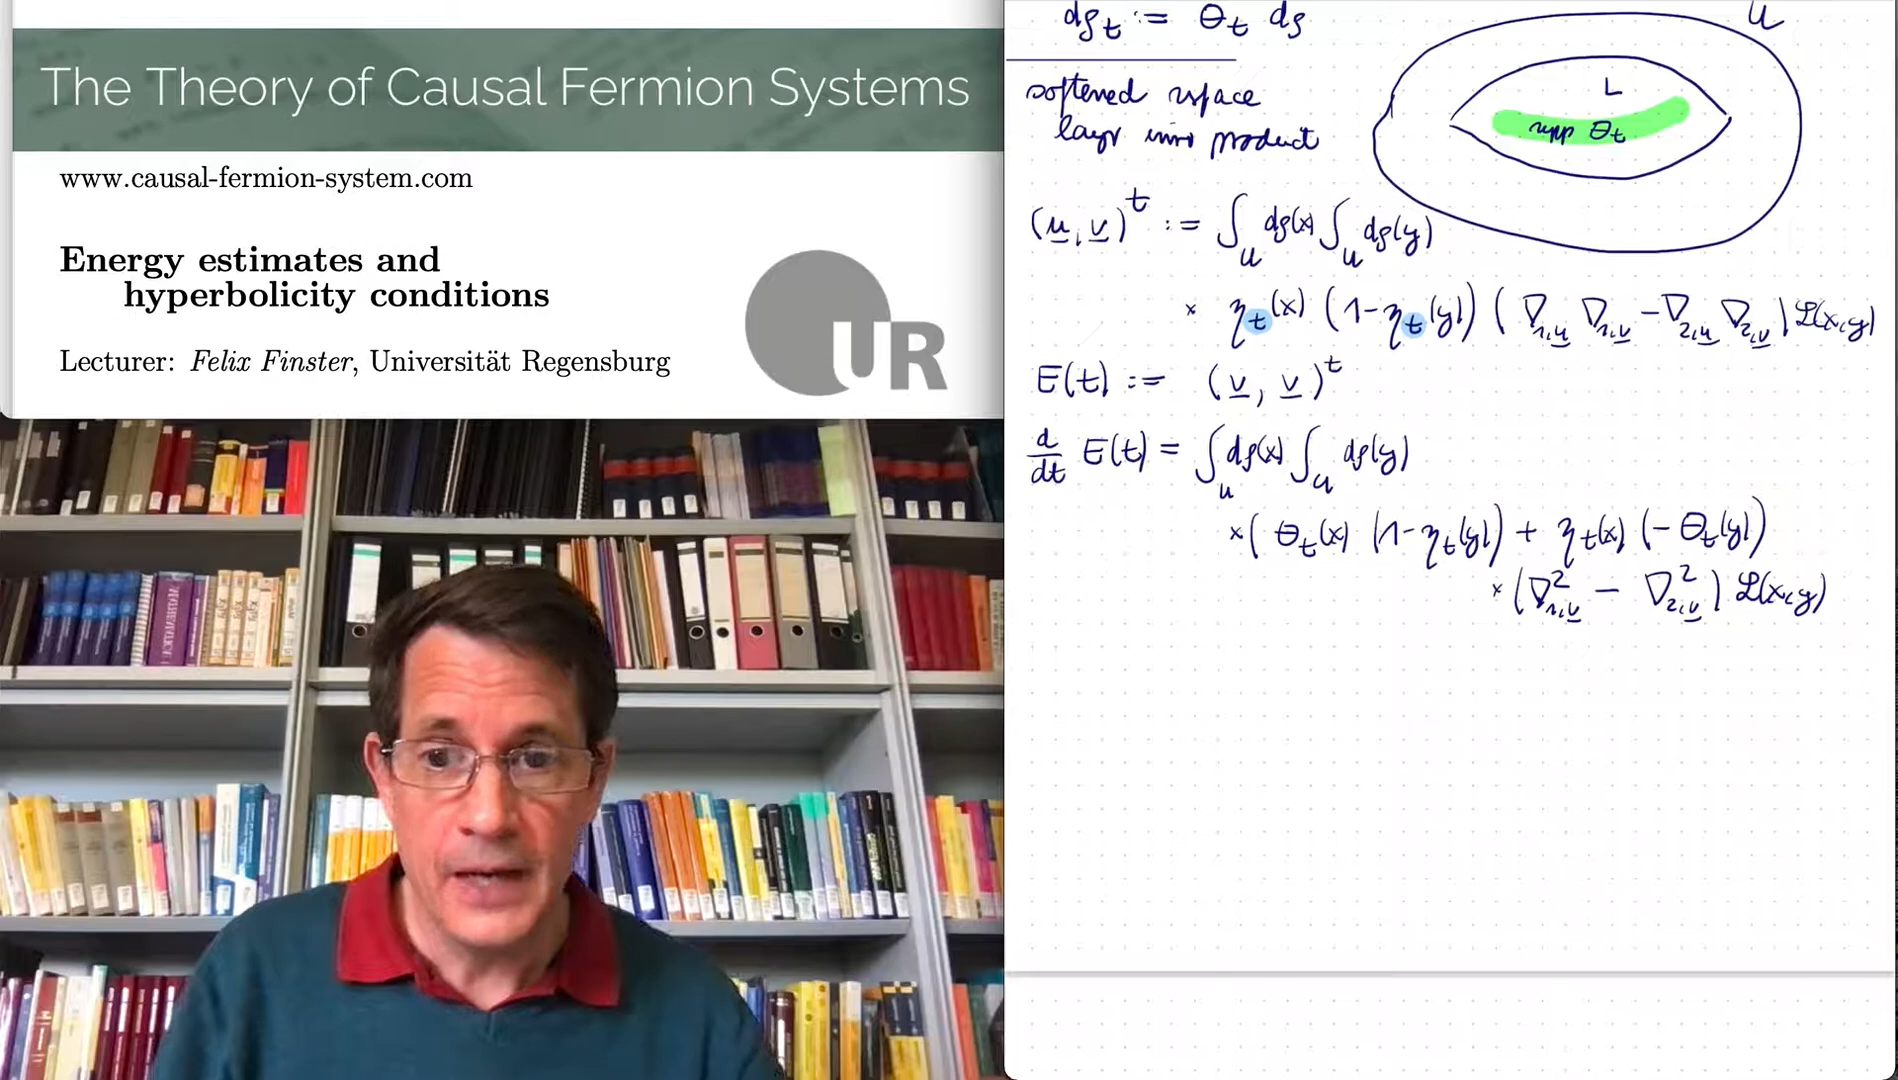 The Theory of Causal Fermion Systems
www.causal-fermion-system.com
Energy estimates and
hyperbolicity conditions
Lecturer: Felix Finster, Universität Regensburg
UR
dρ_t := θ_t dρ
U
L
supp θ_t
softened surface
layer inner product
(u, v)^t := ∫_U dρ(x) ∫_U dρ(y)
× η_t(x) (1-η_t(y)) (∇_{1,u} ∇_{1,v} - ∇_{2,u} ∇_{2,v}) L(x,y)
E(t) := (v, v)^t
d/dt E(t) = ∫_U dρ(x) ∫_U dρ(y)
×( θ_t(x) (1-η_t(y)) + η_t(x) (-θ_t(y))
×(∇²_{1,v} - ∇²_{2,v}) L(x,y)